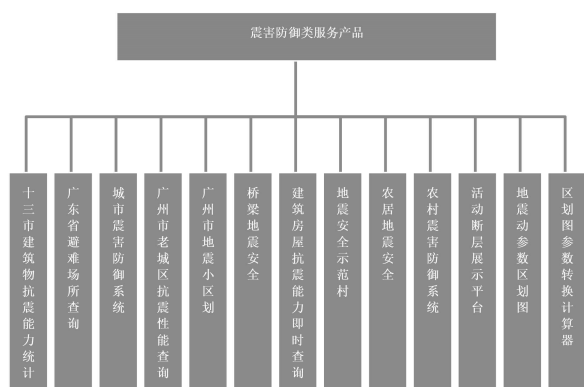 震害防御类服务产品
十三市建筑物抗震能力统计
广东省避难场所查询
城市震害防御系统
广州市老城区抗震性能查询
广州市地震小区划
桥梁地震安全
建筑房屋抗震能力即时查询
地震安全示范村
农居地震安全
农村震害防御系统
活动断层展示平台
地震动参数区划图
区划图参数转换计算器